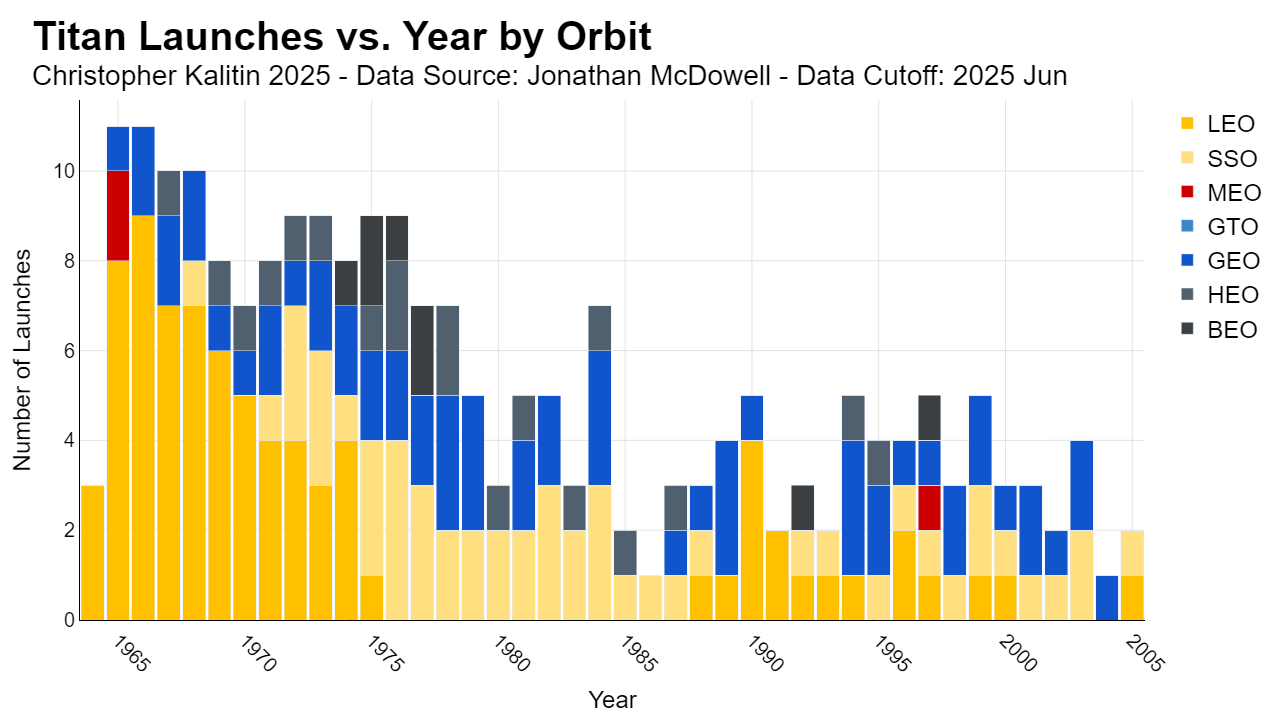 Titan Launches vs. Year by Orbit
Christopher Kalitin 2025 - Data Source: Jonathan McDowell - Data Cutoff: 2025 Jun
Number of Launches
10
8
6
4
2
0
1965
1970
1975
1980
1985
1990
1995
2000
2005
Year
LEO
SSO
MEO
GTO
GEO
HEO
BEO